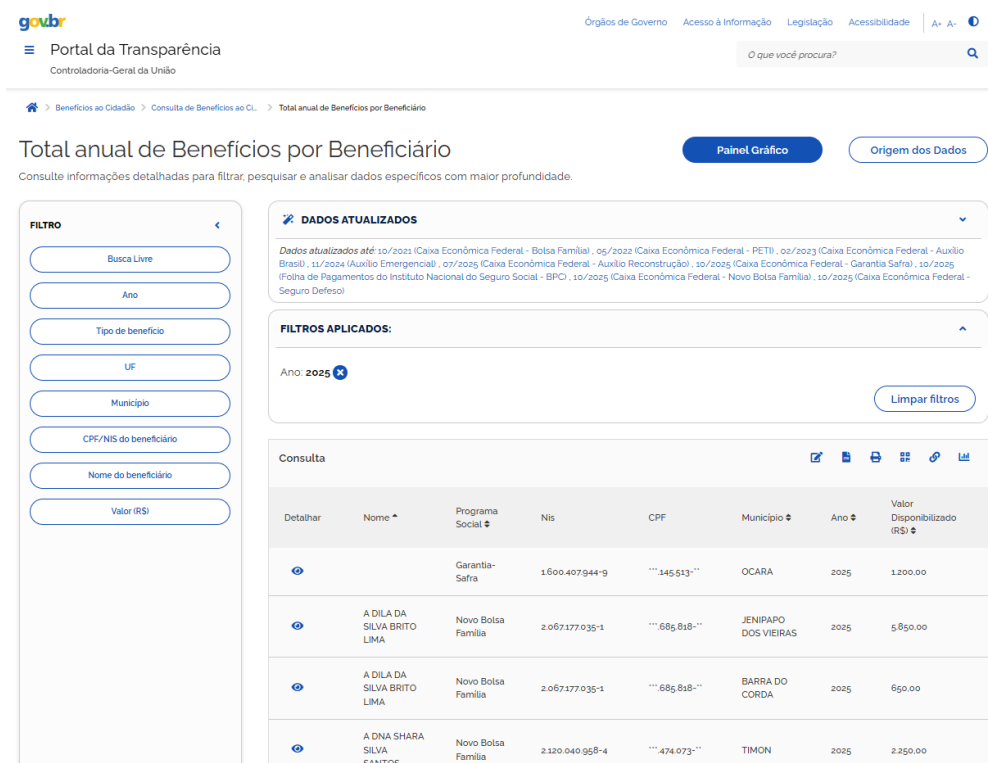 gov.br
Órgãos de Governo Acesso à Informação Legislação Acessibilidade A+ A-
Portal da Transparência
Controladoria-Geral da União
O que você procura?
Benefícios ao Cidadão > Consulta de Benefícios ao Ci... > Total anual de Benefícios por Beneficiário
Total anual de Benefícios por Beneficiário
Painel Gráfico
Origem dos Dados
Consulte informações detalhadas para filtrar, pesquisar e analisar dados específicos com maior profundidade.
FILTRO
Busca Livre
Ano
Tipo de benefício
UF
Município
CPF/NIS do beneficiário
Nome do beneficiário
Valor (R$)
DADOS ATUALIZADOS
Dados atualizados até: 10/2021 (Caixa Econômica Federal - Bolsa Família) , 05/2022 (Caixa Econômica Federal - PETI) , 02/2023 (Caixa Econômica Federal - Auxílio
Brasil) , 11/2024 (Auxílio Emergencial) , 07/2025 (Caixa Econômica Federal - Auxílio Reconstrução) , 10/2025 (Caixa Econômica Federal - Garantia Safra) , 10/2025
(Folha de Pagamentos do Instituto Nacional do Seguro Social - BPC) , 10/2025 (Caixa Econômica Federal - Novo Bolsa Família) , 10/2025 (Caixa Econômica Federal -
Seguro Defeso)
FILTROS APLICADOS:
Ano: 2025
Limpar filtros
Consulta
Detalhar Nome Programa Social Nis CPF Município Ano Valor Disponibilizado (R$)
Garantia-Safra 1.600.407.944-9 ***.145.513-** OCARA 2025 1.200,00
A DILA DA SILVA BRITO LIMA Novo Bolsa Família 2.067.177.035-1 ***.685.818-** JENIPAPO DOS VIEIRAS 2025 5.850,00
A DILA DA SILVA BRITO LIMA Novo Bolsa Família 2.067.177.035-1 ***.685.818-** BARRA DO CORDA 2025 650,00
A DNA SHARA SILVA SANTOS Novo Bolsa Família 2.120.040.958-4 ***.474.073-** TIMON 2025 2.250,00